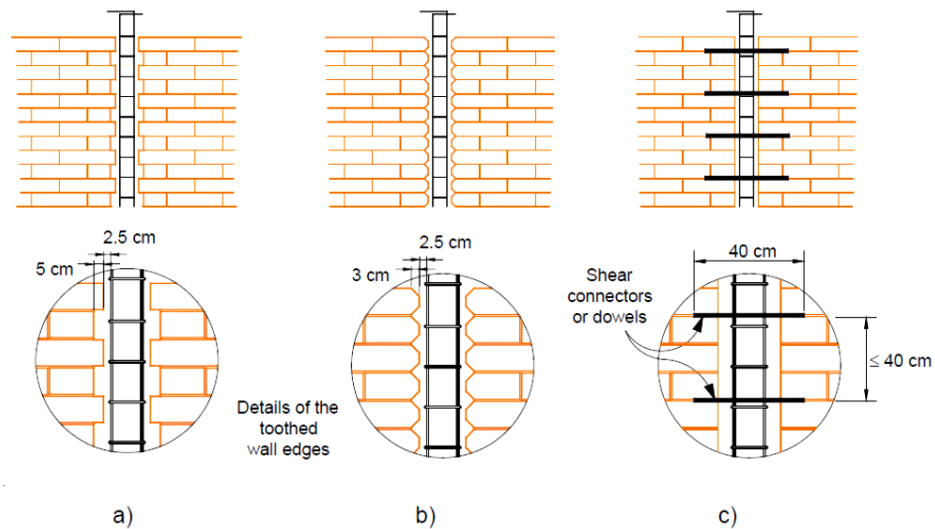 2.5 cm
5 cm
2.5 cm
3 cm
40 cm
Shear
connectors
or dowels
≤ 40 cm
Details of the
toothed
wall edges
a)
b)
c)